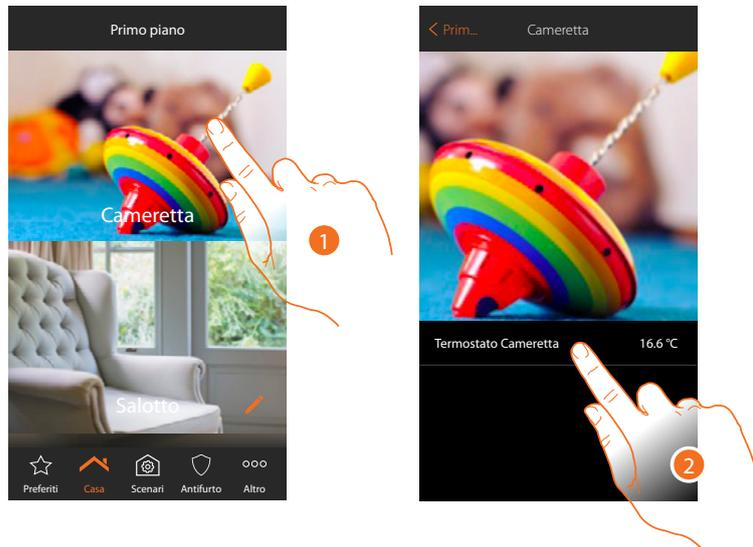 Primo piano
Cameretta
1
Salotto
Preferiti
Casa
Scenari
Antifurto
Altro
Prim...
Cameretta
Termostato Cameretta
16.6 °C
2